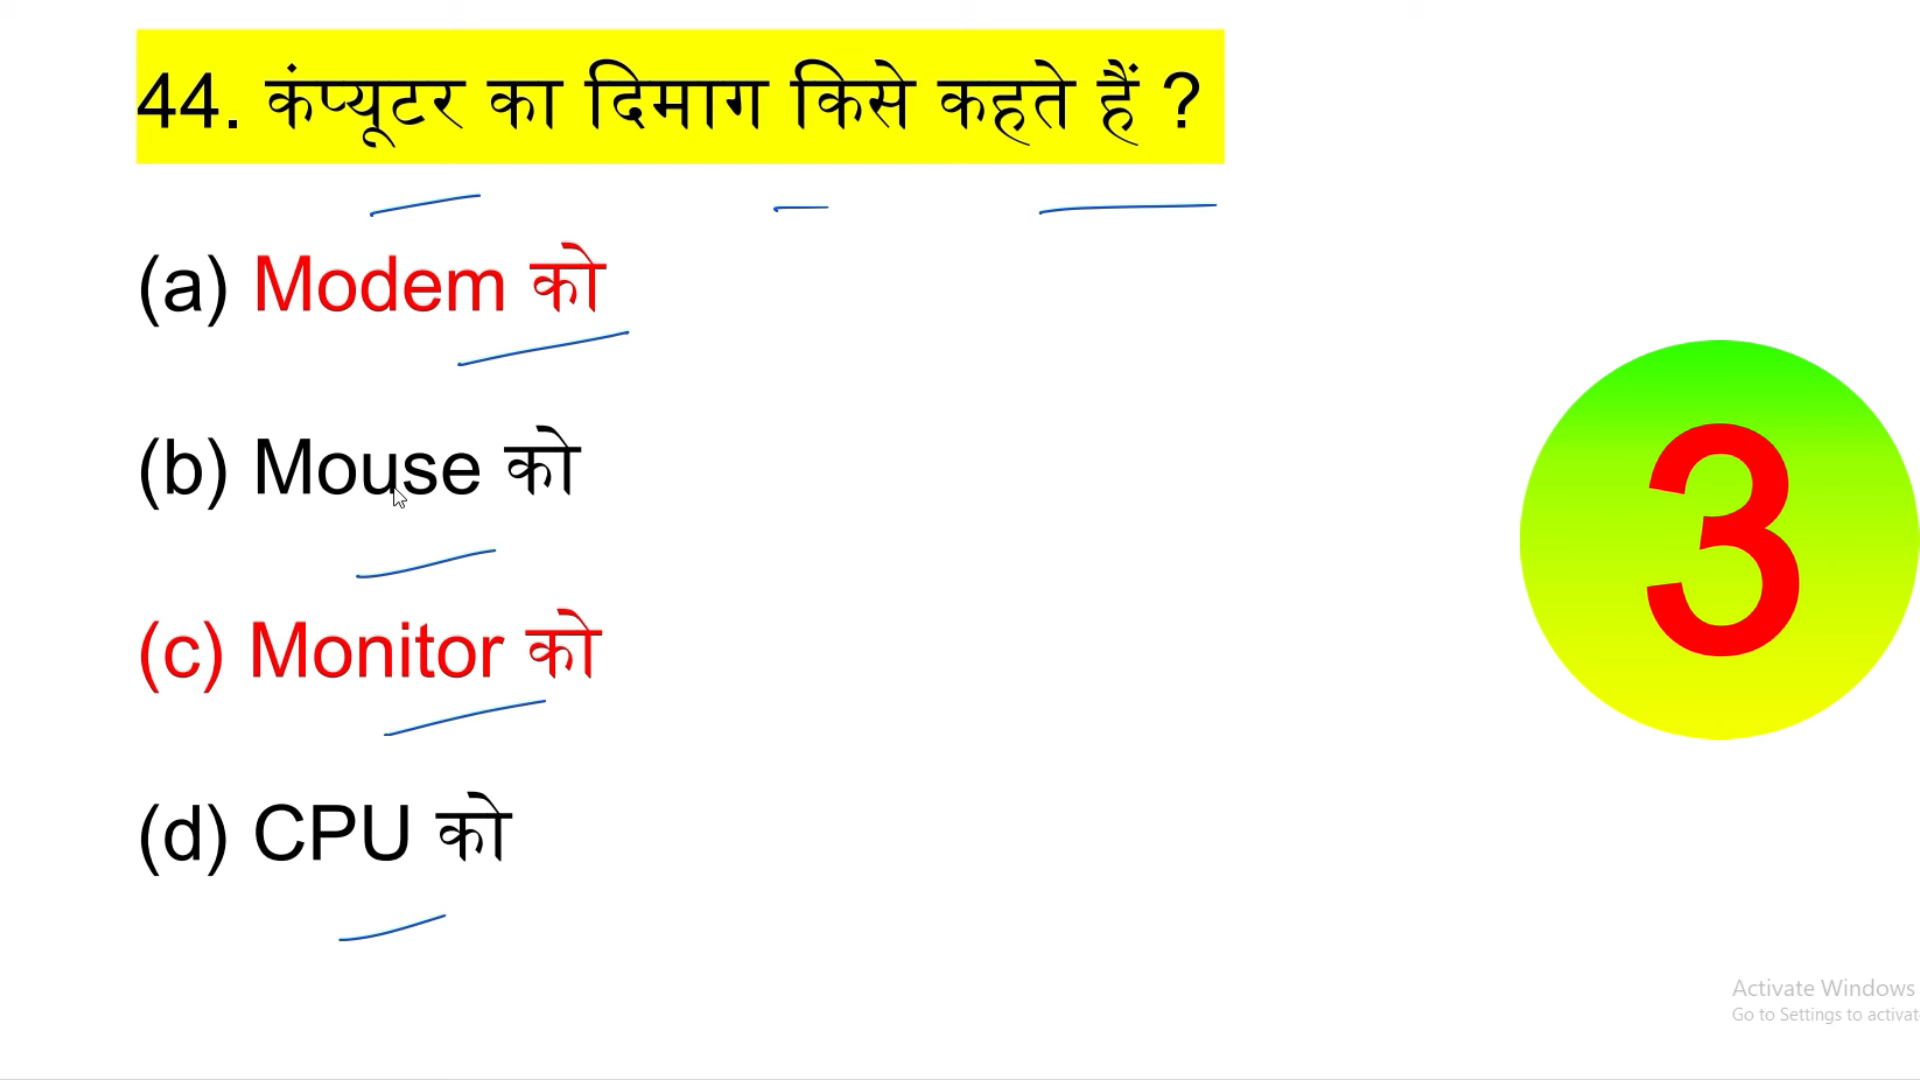 44. कंप्यूटर का दिमाग किसे कहते हैं ?
(a) Modem को
(b) Mouse को
3
(c) Monitor को
(d) CPU को
Activate Windows
Go to Settings to activat